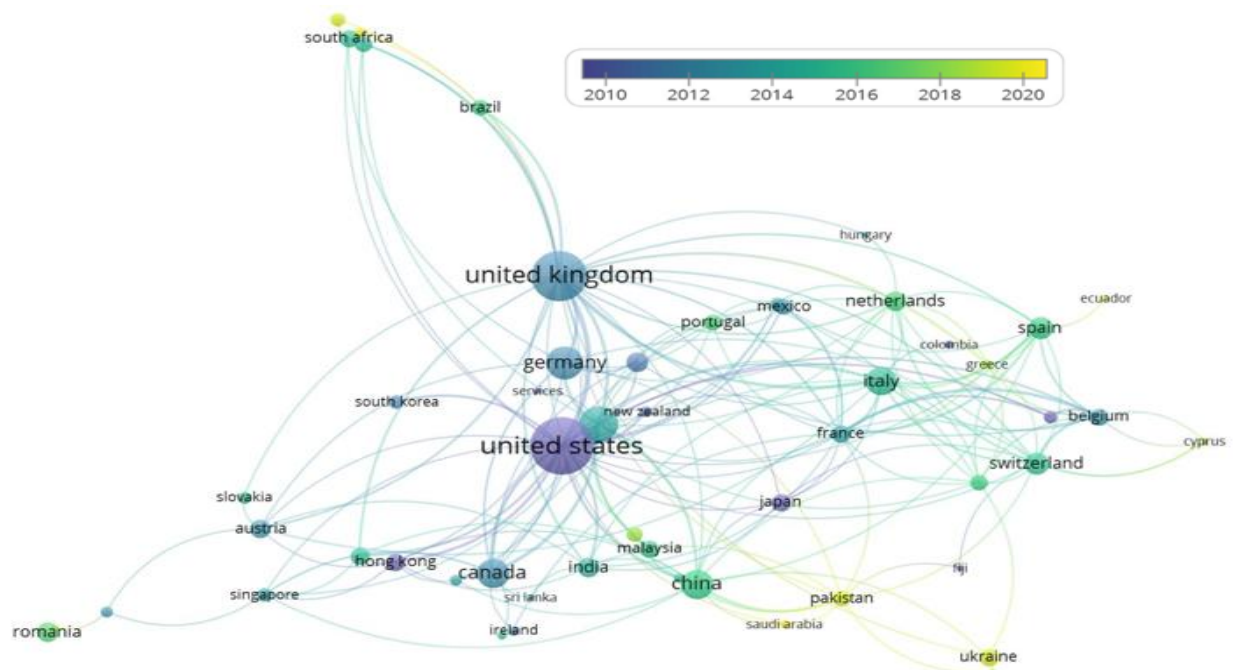 south africa
2010 2012 2014 2016 2018 2020
brazil
hungary
united kingdom
netherlands
ecuador
mexico
portugal
spain
colombia
germany
greece
italy
services
south korea
new zealand
belgium
france
united states
cyprus
switzerland
slovakia
japan
austria
malaysia
hong kong
india
canada
fiji
china
singapore
sri lanka
pakistan
saudi arabia
ireland
romania
ukraine